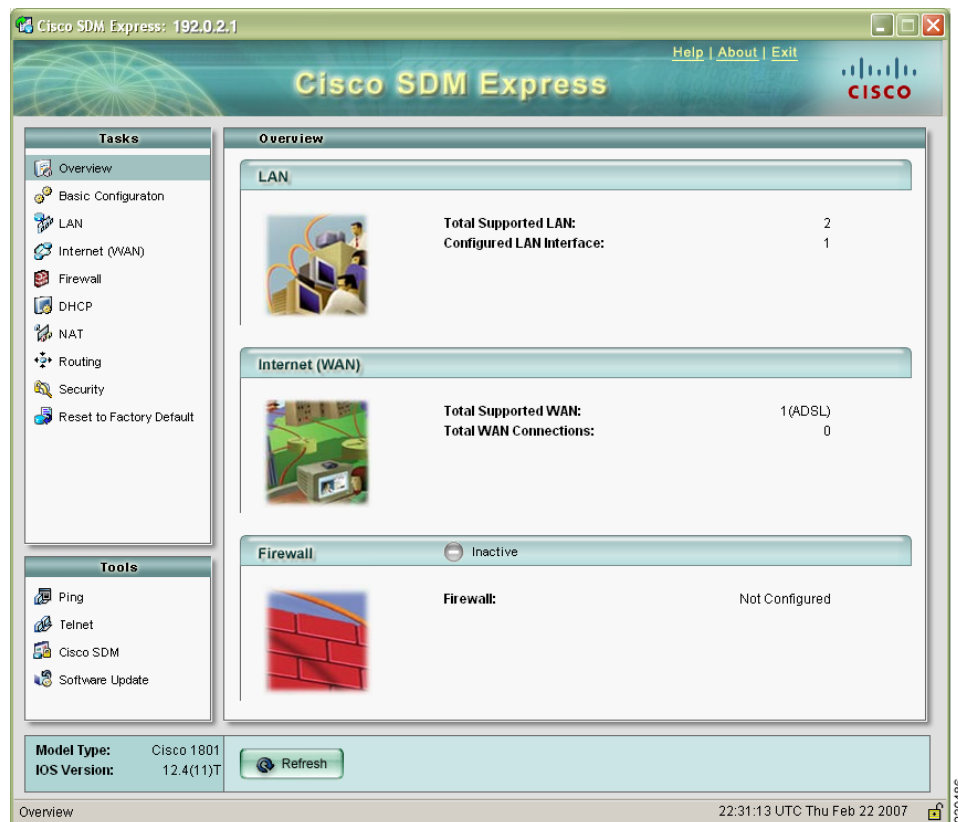 Cisco SDM Express: 192.0.2.1
Help | About | Exit
Cisco SDM Express
CISCO
Tasks
Overview
Basic Configuraton
LAN
Internet (WAN)
Firewall
DHCP
NAT
Routing
Security
Reset to Factory Default
Tools
Ping
Telnet
Cisco SDM
Software Update
Overview
LAN
Total Supported LAN: 2
Configured LAN Interface: 1
Internet (WAN)
Total Supported WAN: 1(ADSL)
Total WAN Connections: 0
Firewall Inactive
Firewall: Not Configured
Model Type: Cisco 1801
IOS Version: 12.4(11)T
Refresh
Overview
22:31:13 UTC Thu Feb 22 2007